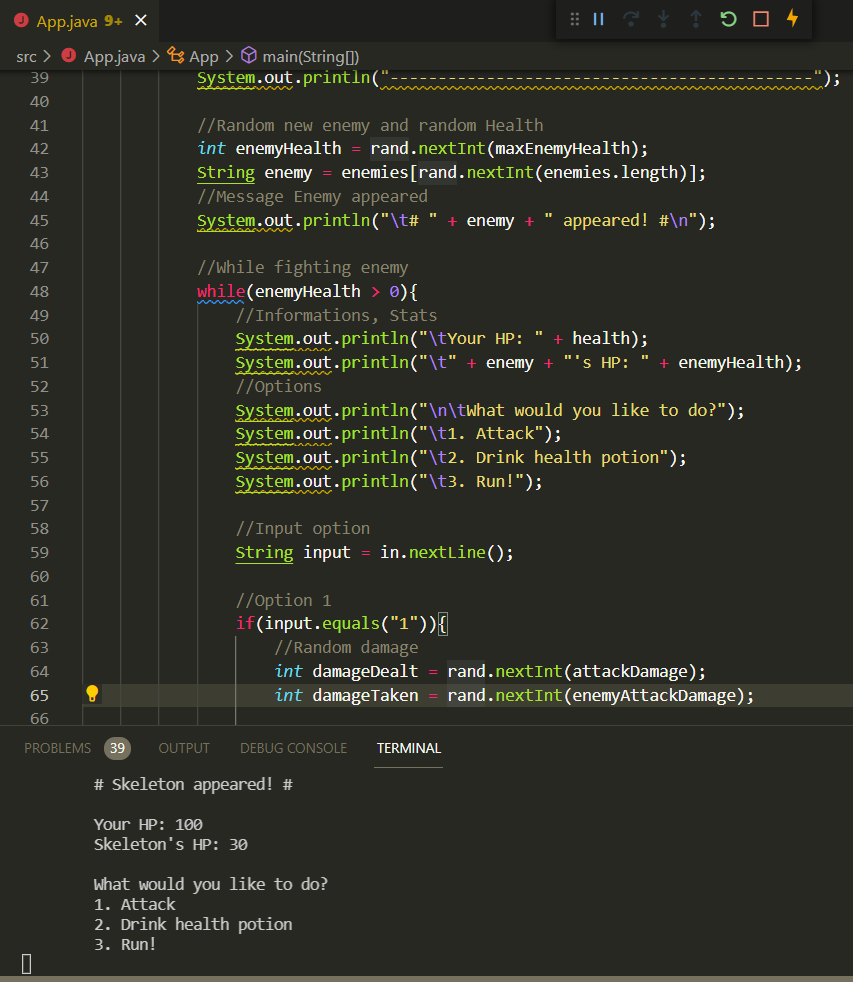 App.java 9+
src > App.java > App > main(String[])
39 System.out.println("--------------------------------------------");
40
41 //Random new enemy and random Health
42 int enemyHealth = rand.nextInt(maxEnemyHealth);
43 String enemy = enemies[rand.nextInt(enemies.length)];
44 //Message Enemy appeared
45 System.out.println("\t# " + enemy + " appeared! #\n");
46
47 //While fighting enemy
48 while(enemyHealth > 0){
49 //Informations, Stats
50 System.out.println("\tYour HP: " + health);
51 System.out.println("\t" + enemy + "'s HP: " + enemyHealth);
52 //Options
53 System.out.println("\n\tWhat would you like to do?");
54 System.out.println("\t1. Attack");
55 System.out.println("\t2. Drink health potion");
56 System.out.println("\t3. Run!");
57
58 //Input option
59 String input = in.nextLine();
60
61 //Option 1
62 if(input.equals("1")){
63 //Random damage
64 int damageDealt = rand.nextInt(attackDamage);
65 int damageTaken = rand.nextInt(enemyAttackDamage);
66
PROBLEMS 39 OUTPUT DEBUG CONSOLE TERMINAL
# Skeleton appeared! #
Your HP: 100
Skeleton's HP: 30
What would you like to do?
1. Attack
2. Drink health potion
3. Run!